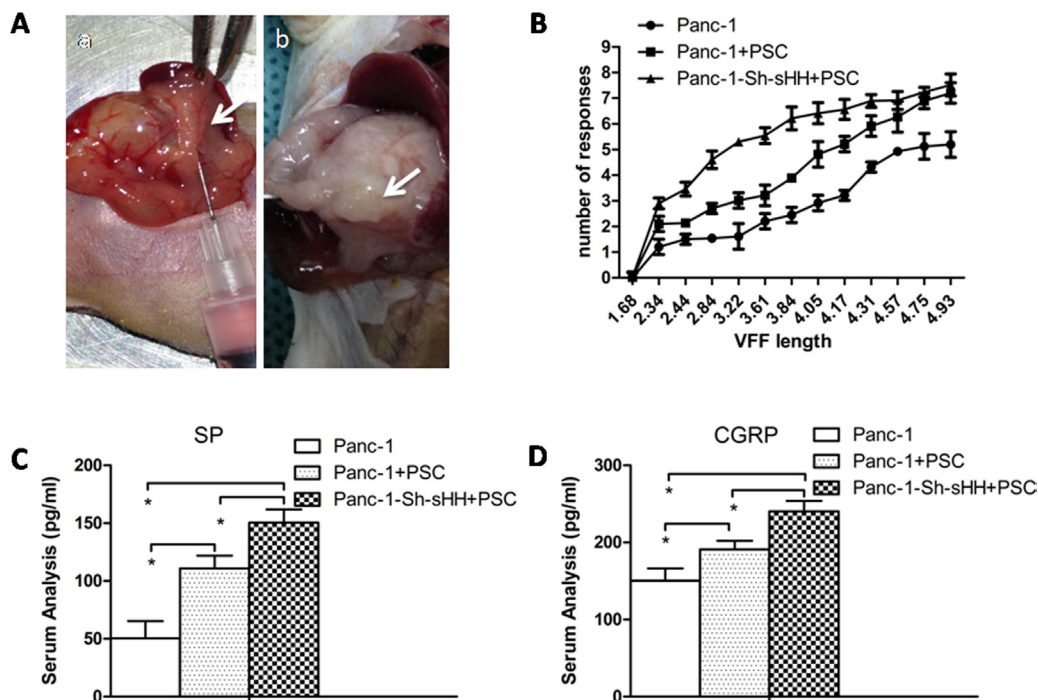 A
a
b
B
Panc-1
Panc-1+PSC
Panc-1-Sh-sHH+PSC
number of responses
9
8
7
6
5
4
3
2
1
0
1.68
2.34
2.44
2.84
3.22
3.61
3.84
4.05
4.17
4.31
4.57
4.75
4.93
VFF length
C
SP
Panc-1
Panc-1+PSC
Panc-1-Sh-sHH+PSC
Serum Analysis (pg/ml)
200
150
100
50
0
*
*
*
D
CGRP
Panc-1
Panc-1+PSC
Panc-1-Sh-sHH+PSC
Serum Analysis (pg/ml)
300
200
100
0
*
*
*